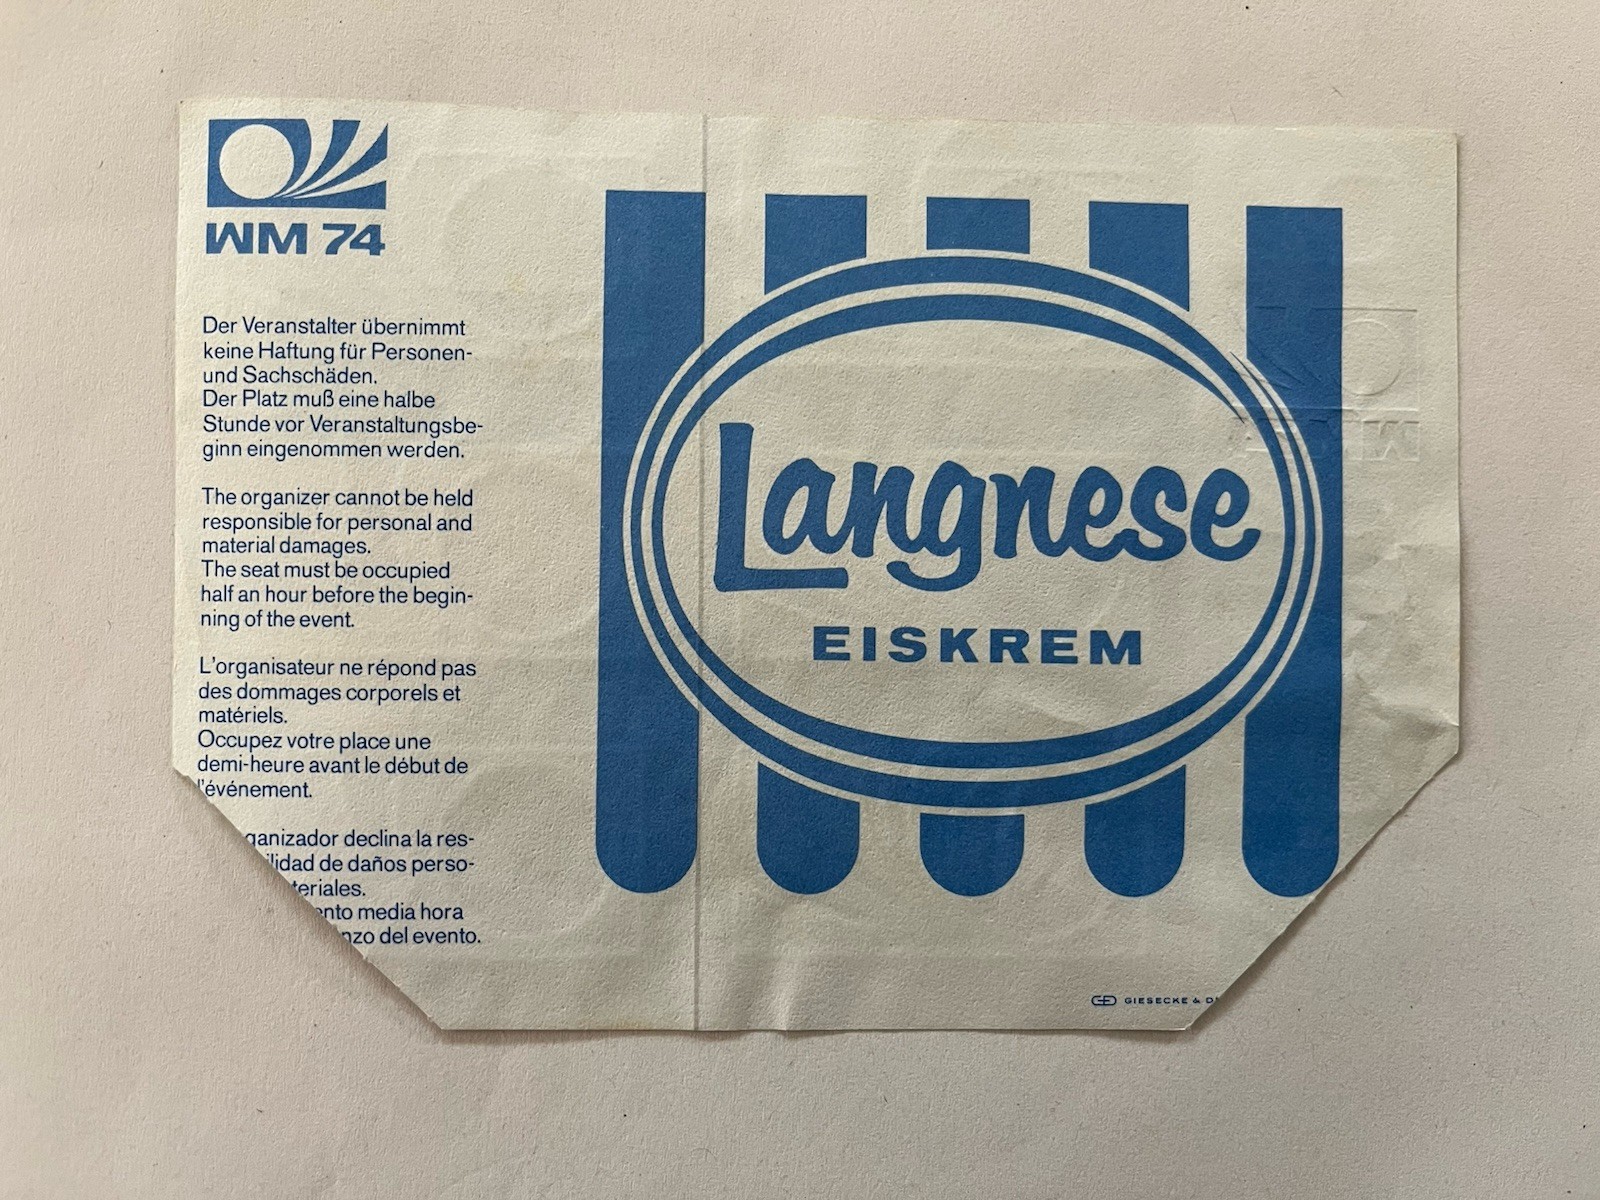 WM 74
Der Veranstalter übernimmt
keine Haftung für Personen-
und Sachschäden.
Der Platz muß eine halbe
Stunde vor Veranstaltungsbe-
ginn eingenommen werden.
The organizer cannot be held
responsible for personal and
material damages.
The seat must be occupied
half an hour before the begin-
ning of the event.
L'organisateur ne répond pas
des dommages corporels et
matériels.
Occupez votre place une
demi-heure avant le début de
l'événement.
ganizador declina la res-
ilidad de daños perso-
teriales.
ento media hora
nzo del evento.
Langnese
EISKREM
GIESECKE & D